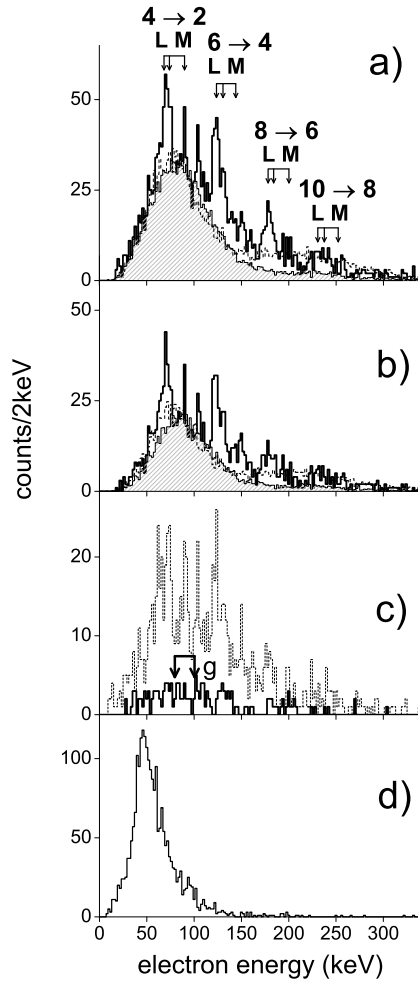 4 → 2
L M
6 → 4
L M
a)
8 → 6
L M
10 → 8
L M
50
25
0
50
b)
25
0
counts/2keV
c)
20
10
g
0
d)
100
50
0
0 50 100 150 200 250 300
electron energy (keV)